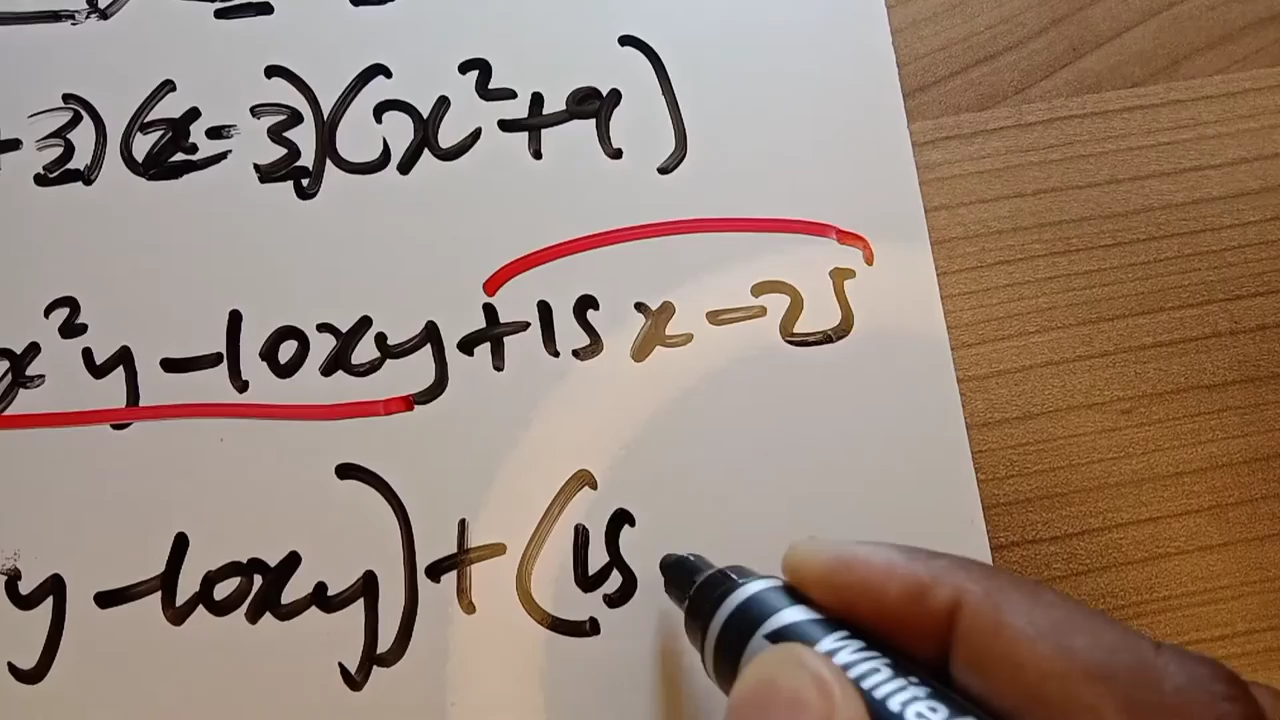 +3)(x-3)(x²+9)
x²y-10xy+15x-25
y-10xy)+(15
White